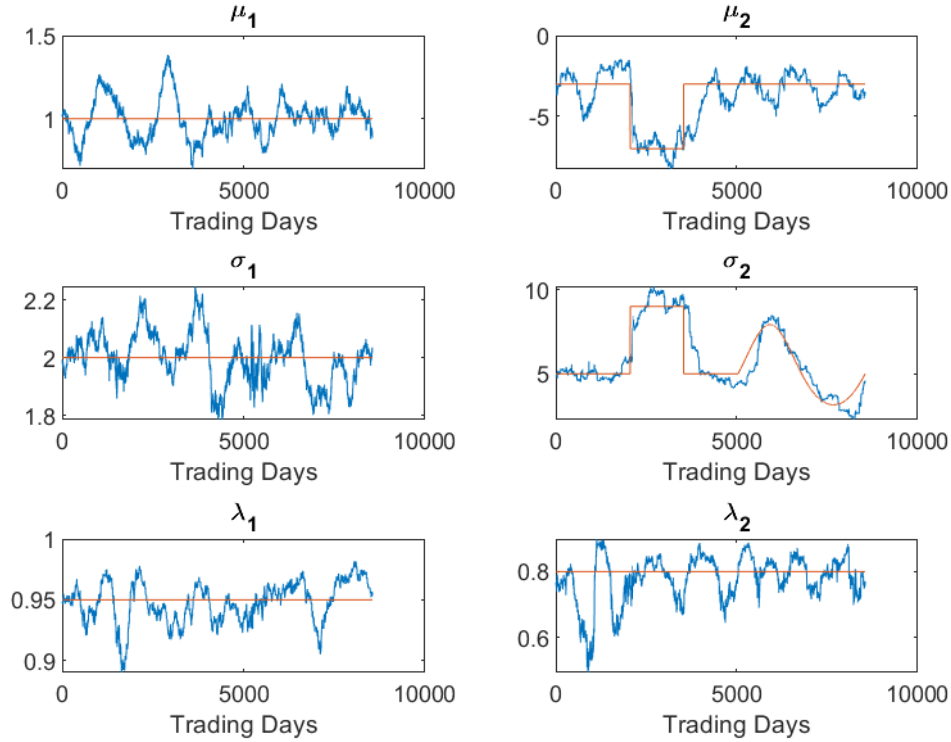 μ1 μ2
1.5 0
1 -5
0 5000 10000 0 5000 10000
Trading Days Trading Days
σ1 σ2
2.2 10
2 5
1.8
0 5000 10000 0 5000 10000
Trading Days Trading Days
λ1 λ2
1 0.8
0.95 0.6
0.9
0 5000 10000 0 5000 10000
Trading Days Trading Days